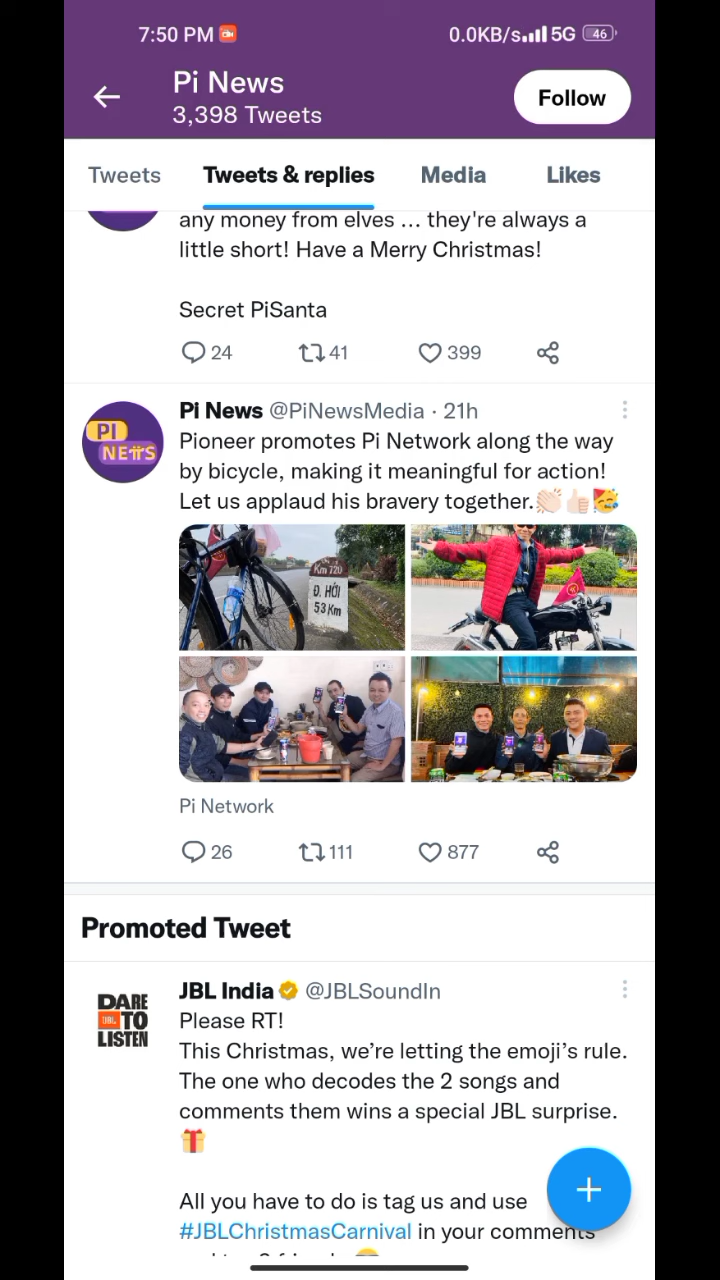 7:50 PM 0.0KB/s 5G 46
Pi News
3,398 Tweets
Follow
Tweets Tweets & replies Media Likes
any money from elves ... they're always a
little short! Have a Merry Christmas!
Secret PiSanta
24 41 399
Pi News @PiNewsMedia · 21h
PI
NEWS
Pioneer promotes Pi Network along the way
by bicycle, making it meaningful for action!
Let us applaud his bravery together.👏🏻👍🏻🥳
Km 720
Đ. HỚI
53 Km
Pi Network
26 111 877
Promoted Tweet
JBL India @JBLSoundIn
DARE
JBL TO
LISTEN
Please RT!
This Christmas, we’re letting the emoji’s rule.
The one who decodes the 2 songs and
comments them wins a special JBL surprise.
🎁
All you have to do is tag us and use
#JBLChristmasCarnival in your comments